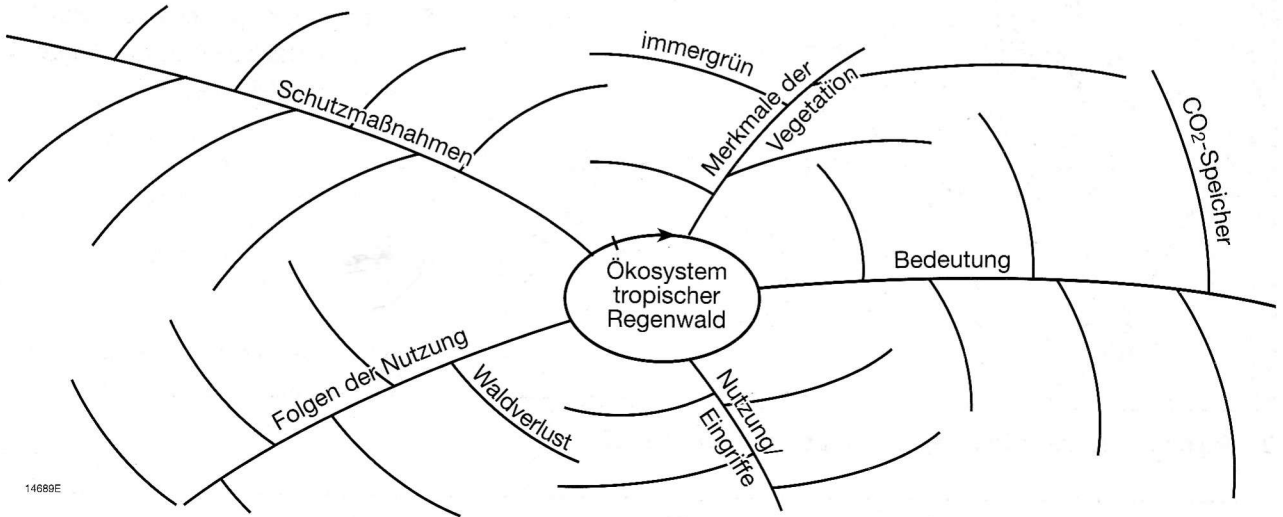 immergrün
Merkmale der
Vegetation
CO2-Speicher
Schutzmaßnahmen
Bedeutung
Ökosystem
tropischer
Regenwald
Folgen der Nutzung
Waldverlust
Nutzung/
Eingriffe
14689E